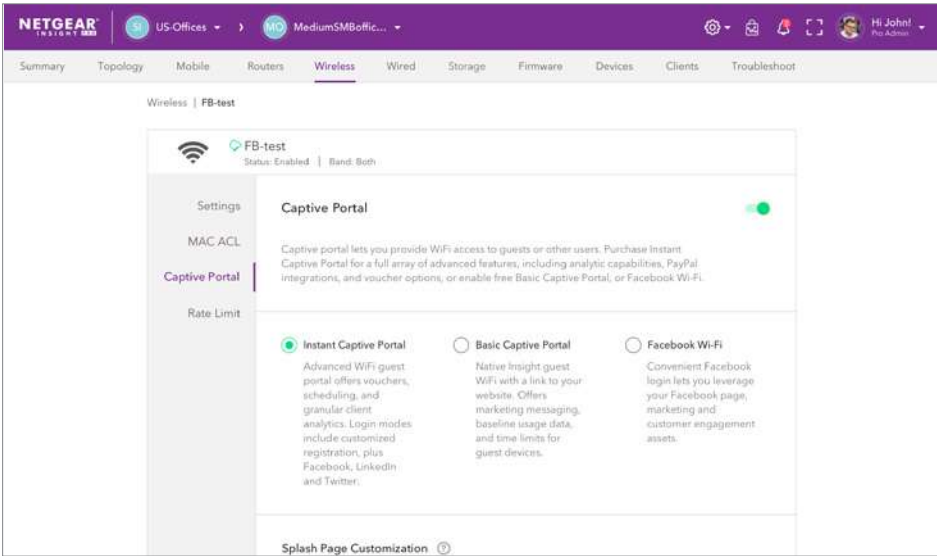 NETGEAR
INSIGHT PRO
SI US-Offices
MO MediumSMBoffic...
Hi John!
Pro Admin
Summary Topology Mobile Routers Wireless Wired Storage Firmware Devices Clients Troubleshoot
Wireless | FB-test
FB-test
Status: Enabled | Band: Both
Settings
MAC ACL
Captive Portal
Rate Limit
Captive Portal
Captive portal lets you provide WiFi access to guests or other users. Purchase Instant
Captive Portal for a full array of advanced features, including analytic capabilities, PayPal
integrations, and voucher options, or enable free Basic Captive Portal, or Facebook Wi-Fi.
Instant Captive Portal
Advanced WiFi guest
portal offers vouchers,
scheduling, and
granular client
analytics. Login modes
include customized
registration, plus
Facebook, LinkedIn
and Twitter.
Basic Captive Portal
Native Insight guest
WiFi with a link to your
website. Offers
marketing messaging,
baseline usage data,
and time limits for
guest devices.
Facebook Wi-Fi
Convenient Facebook
login lets you leverage
your Facebook page,
marketing and
customer engagement
assets.
Splash Page Customization ?